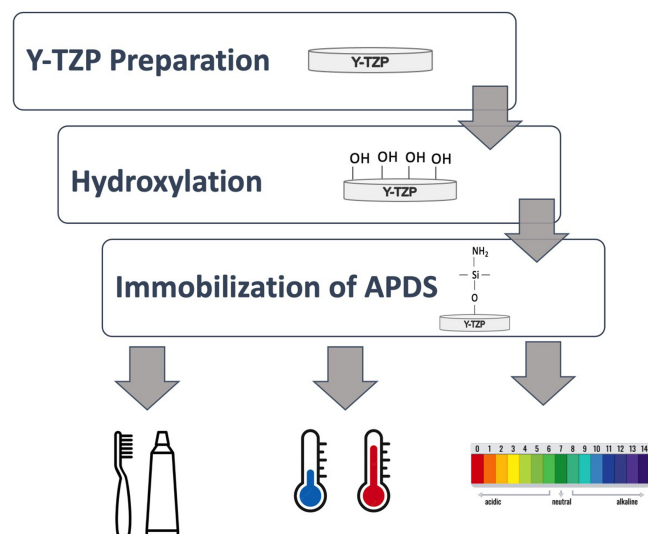 Y-TZP Preparation
Y-TZP
OH OH OH OH
Hydroxylation
Y-TZP
NH₂
Si
O
Immobilization of APDS
Y-TZP
0 1 2 3 4 5 6 7 8 9 10 11 12 13 14
acidic neutral alkaline